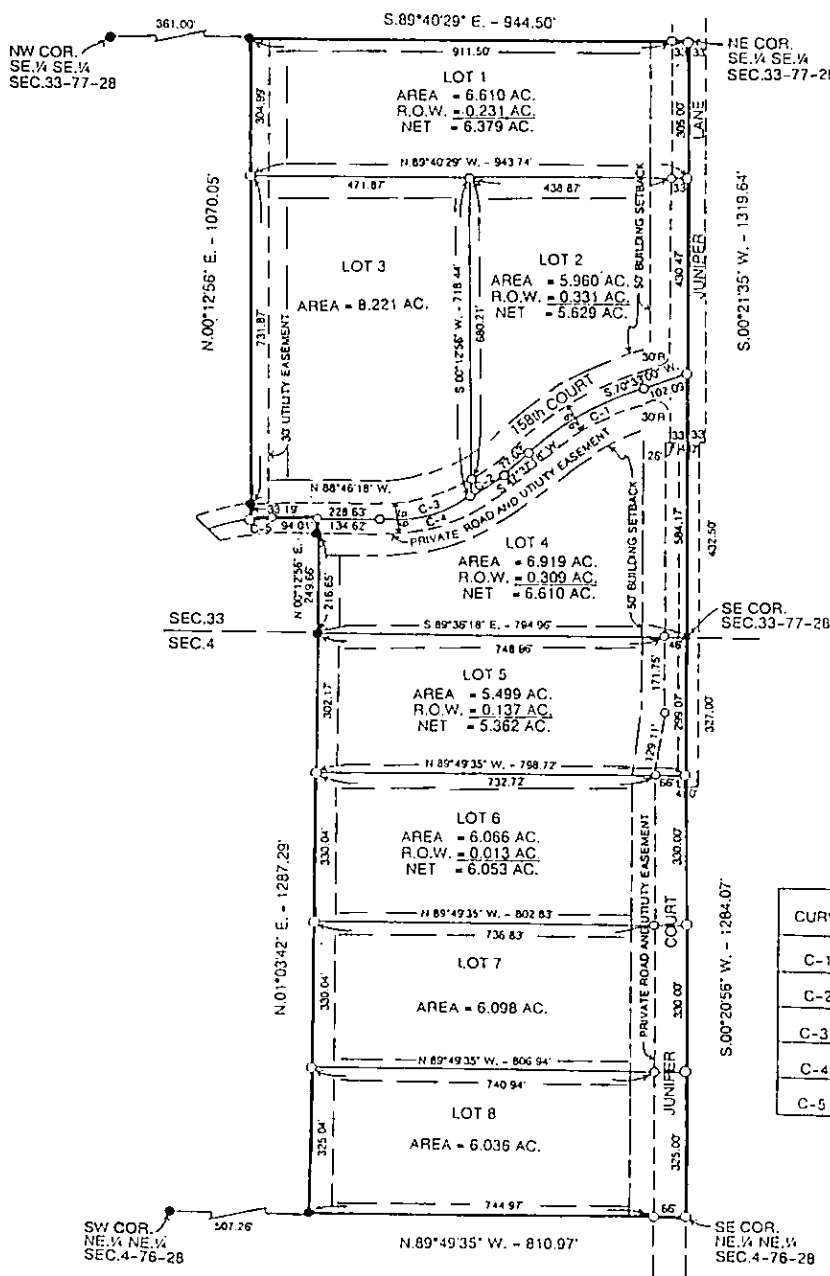 S.89°40'29" E. - 944.50'
361.00'
NW COR.
SE.¼ SE.¼
SEC.33-77-28
911.50'
33'
33'
NE COR.
SE.¼ SE.¼
SEC.33-77-28
LOT 1
AREA = 6.610 AC.
R.O.W. = 0.231 AC.
NET = 6.379 AC.
304.99'
305.00'
LANE
N.89°40'29" W. - 943.74'
471.87'
438.87'
33'
N.00°12'56" E. - 1070.05'
S.00°21'35" W. - 1319.64'
LOT 3
AREA = 8.221 AC.
LOT 2
AREA = 5.960 AC.
R.O.W. = 0.331 AC.
NET = 5.629 AC.
50' BUILDING SETBACK
430.47'
JUNIPER
731.87'
30' UTILITY EASEMENT
S.00°12'56" W. - 718.44'
680.21'
30'R
158th COURT
S.70°33'00" W.
102.09'
C-1
66'
30'R
33'
33'
26'
77.03'
C-2
N 88°46'18" W.
C-3
C-4
PRIVATE ROAD AND UTILITY EASEMENT
33.19'
228.63'
C-5
94.01'
134.62'
50' BUILDING SETBACK
584.17'
432.50'
LOT 4
AREA = 6.919 AC.
R.O.W. = 0.309 AC.
NET = 6.610 AC.
N 00°12'56" E.
249.66'
216.65'
SEC.33
SEC.4
S 89°36'18" E. - 794.96'
748.96'
46'
SE COR.
SEC.33-77-28
LOT 5
AREA = 5.499 AC.
R.O.W. = 0.137 AC.
NET = 5.362 AC.
302.17'
171.75'
299.07'
327.00'
129.11'
N 89°49'35" W. - 798.72'
732.72'
66'
LOT 6
AREA = 6.066 AC.
R.O.W. = 0.013 AC.
NET = 6.053 AC.
330.04'
330.00'
PRIVATE ROAD AND UTILITY EASEMENT
N 89°49'35" W. - 802.83'
736.83'
COURT
N.01°03'42" E. - 1287.29'
S.00°20'56" W. - 1284.07'
LOT 7
AREA = 6.098 AC.
330.04'
330.00'
N 89°49'35" W. - 806.94'
740.94'
JUNIPER
LOT 8
AREA = 6.036 AC.
325.04'
325.00'
744.97'
66'
SW COR.
NE.¼ NE.¼
SEC.4-76-28
507.26'
N.89°49'35" W. - 810.97'
SE COR.
NE.¼ NE.¼
SEC.4-76-28
C-1
C-2
C-3
C-4
C-5